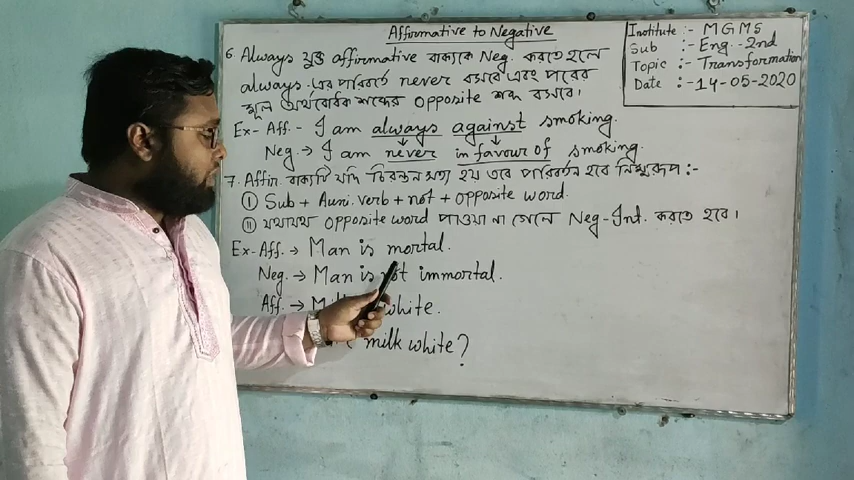 Affirmative to Negative
Institute :- MGMS
Sub :- Eng. -2nd
Topic :- Transformation
Date :- 14-05-2020
6. Always যুক্ত affirmative বাক্যকে Neg. করতে হলে
always.এর পরিবর্তে never বসবে এবং পরের
মূল অর্থবোধক শব্দের opposite শব্দ বসবে।
Ex- Aff. - I am always against smoking.
Neg. → I am never in favour of smoking.
7. Affir. বাক্যটি যদি চিরন্তন সত্য হয় তবে পরিবর্তন হবে নিম্নরূপ :-
(i) Sub + Auxi. verb + not + opposite word.
(ii) যথাযথ opposite word পাওয়া না গেলে Neg-Int. করতে হবে।
Ex- Aff. → Man is mortal.
Neg. → Man is not immortal.
Aff. → white.
milk white?